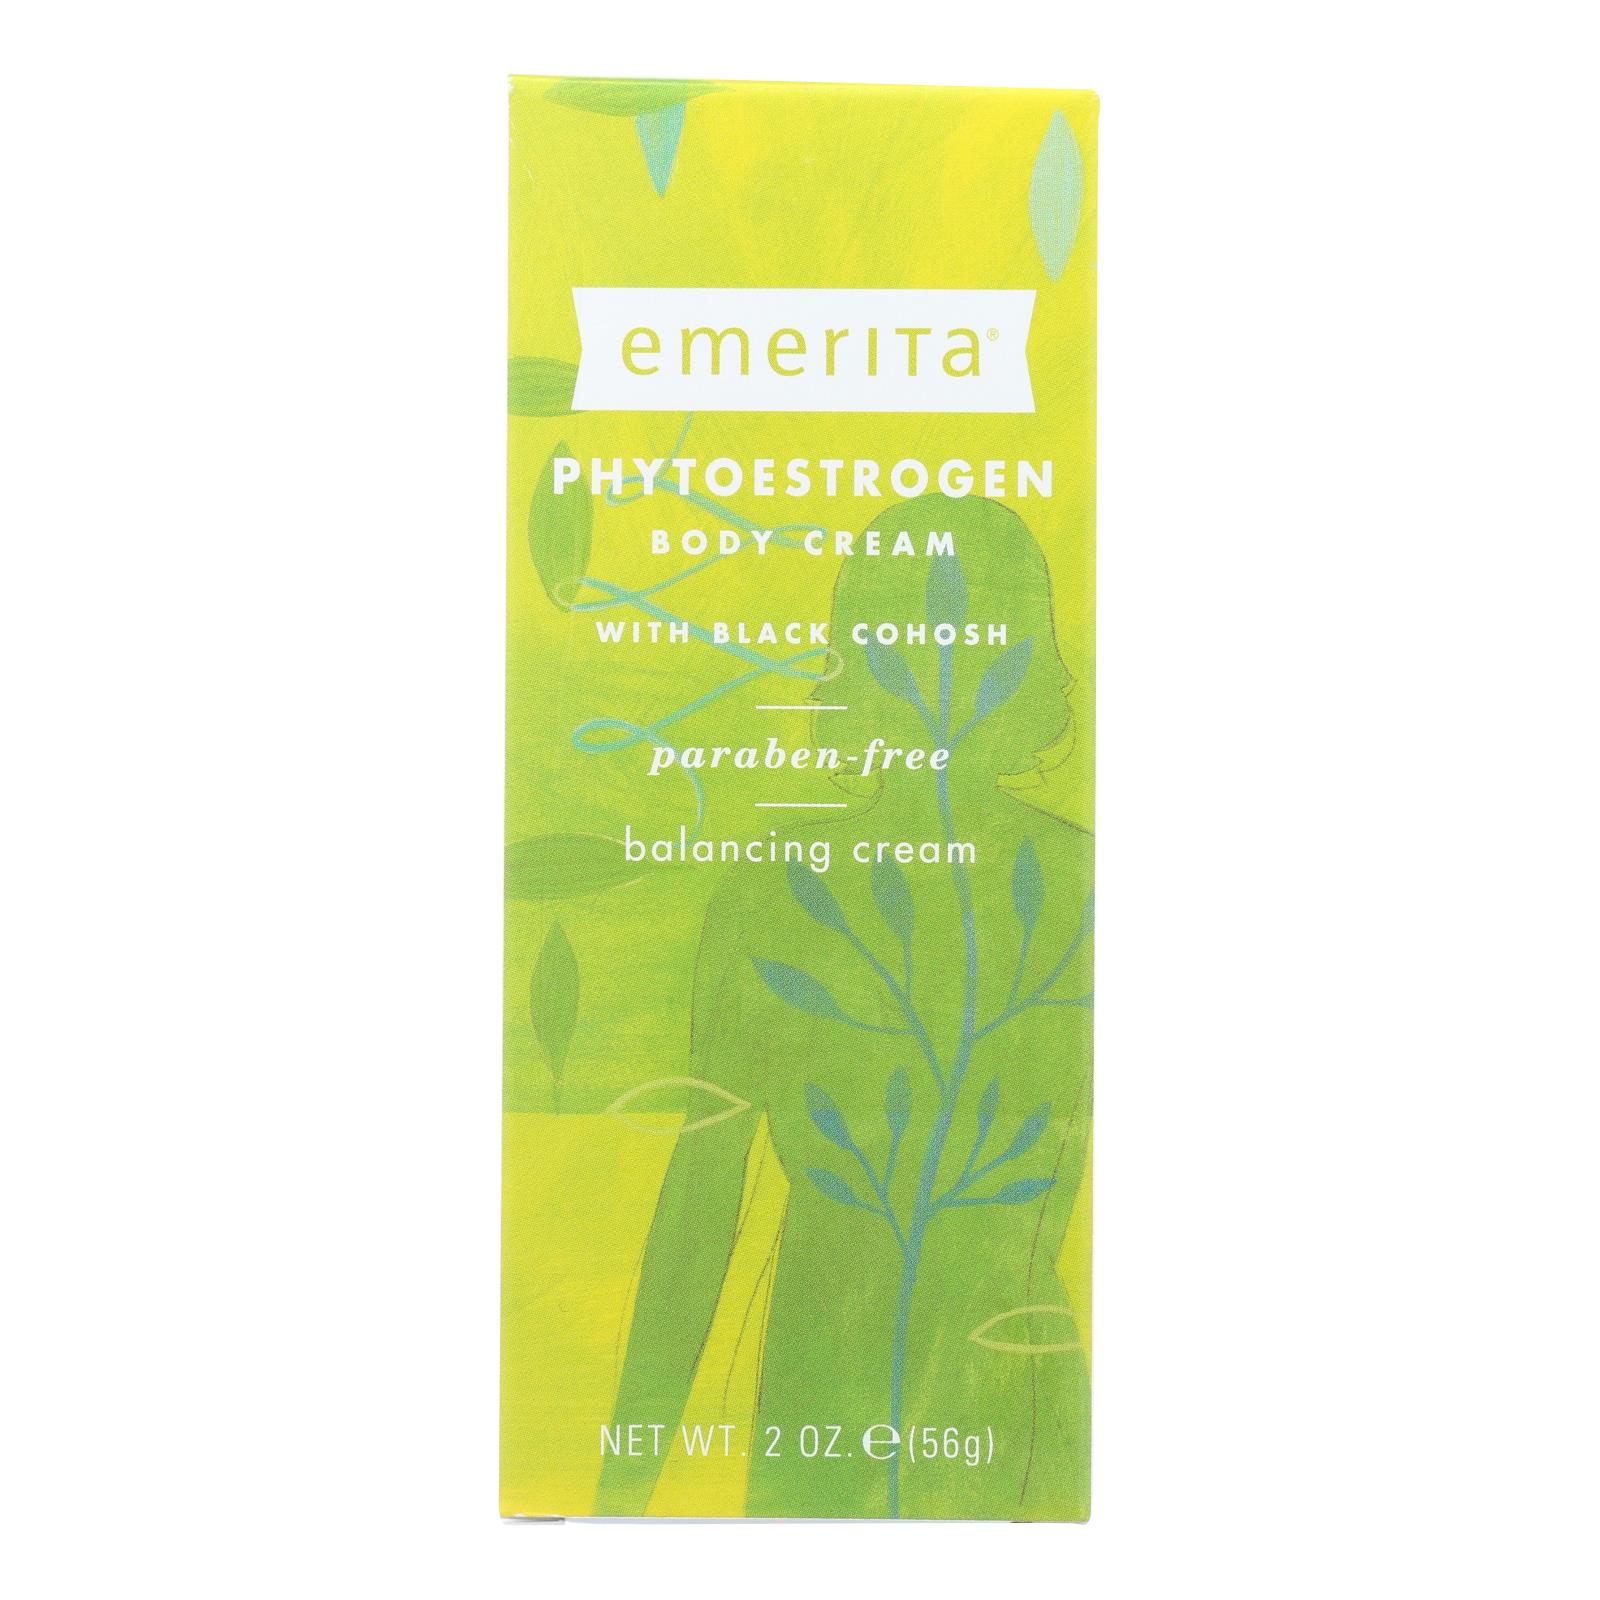 emerita®
PHYTOESTROGEN
BODY CREAM
WITH BLACK COHOSH
paraben-free
balancing cream
NET WT. 2 OZ. ℮ (56g)